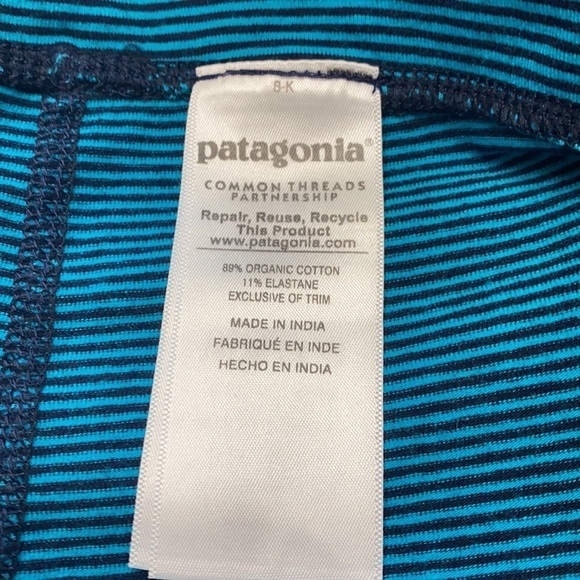 8-K
patagonia®
COMMON THREADS
PARTNERSHIP
Repair, Reuse, Recycle
This Product
www.patagonia.com
89% ORGANIC COTTON
11% ELASTANE
EXCLUSIVE OF TRIM
MADE IN INDIA
FABRIQUÉ EN INDE
HECHO EN INDIA